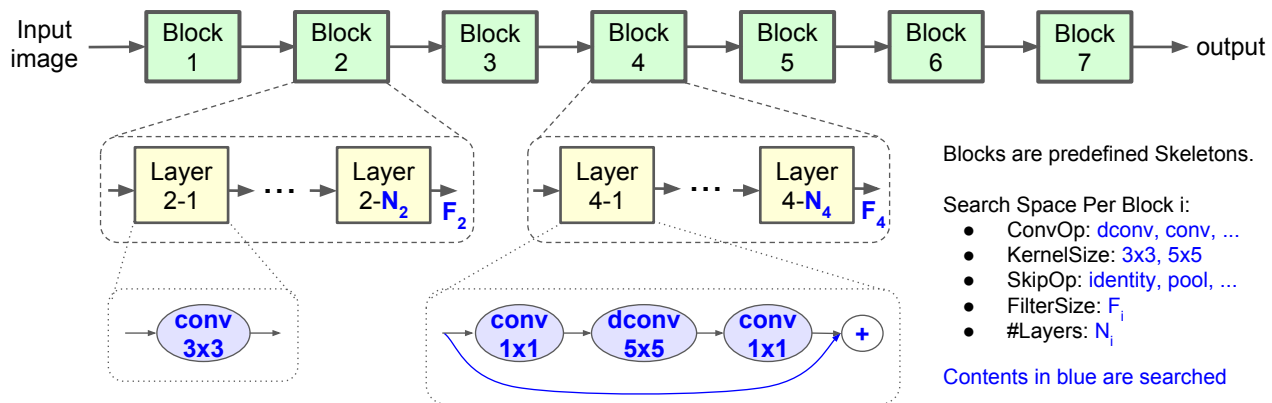 Input image
Block 1
Block 2
Block 3
Block 4
Block 5
Block 6
Block 7
output
Layer 2-1
...
Layer 2-N₂
F₂
Layer 4-1
...
Layer 4-N₄
F₄
conv 3x3
conv 1x1
dconv 5x5
conv 1x1
+
Blocks are predefined Skeletons.
Search Space Per Block i:
● ConvOp: dconv, conv, ...
● KernelSize: 3x3, 5x5
● SkipOp: identity, pool, ...
● FilterSize: Fᵢ
● #Layers: Nᵢ
Contents in blue are searched